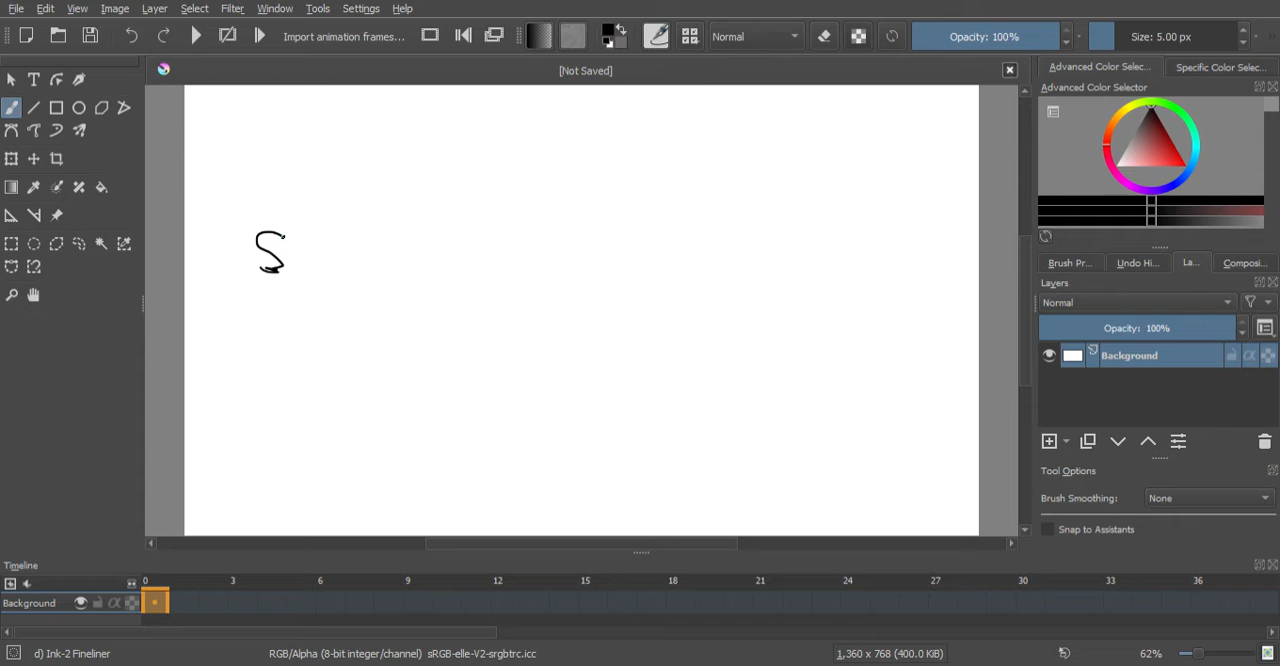 File Edit View Image Layer Select Filter Window Tools Settings Help
Import animation frames... Normal Opacity: 100% Size: 5.00 px
[Not Saved]
Advanced Color Selec... Specific Color Selec...
Advanced Color Selector
S
Brush Pr... Undo Hi... La... Composi...
Layers
Normal
Opacity: 100%
Background
Tool Options
Brush Smoothing: None
Snap to Assistants
Timeline
0 3 6 9 12 15 18 21 24 27 30 33 36
Background
d) Ink-2 Fineliner RGB/Alpha (8-bit integer/channel) sRGB-elle-V2-srgbtrc.icc 1,360 x 768 (400.0 KiB) 62%